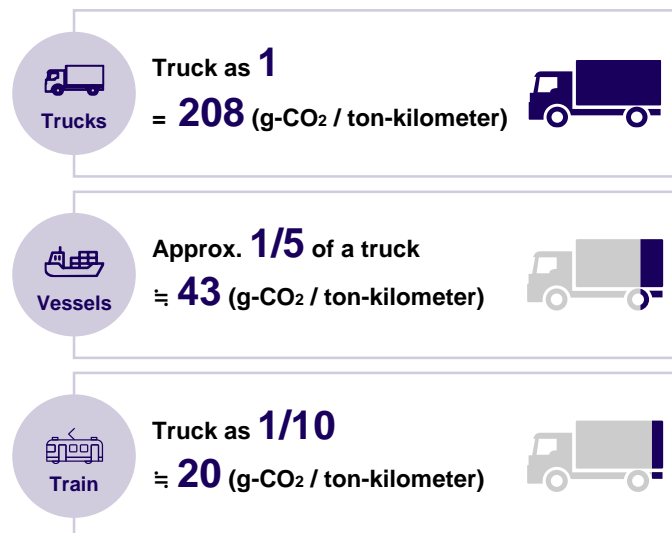 Trucks
Truck as 1
= 208 (g-CO2 / ton-kilometer)
Vessels
Approx. 1/5 of a truck
≒ 43 (g-CO2 / ton-kilometer)
Train
Truck as 1/10
≒ 20 (g-CO2 / ton-kilometer)